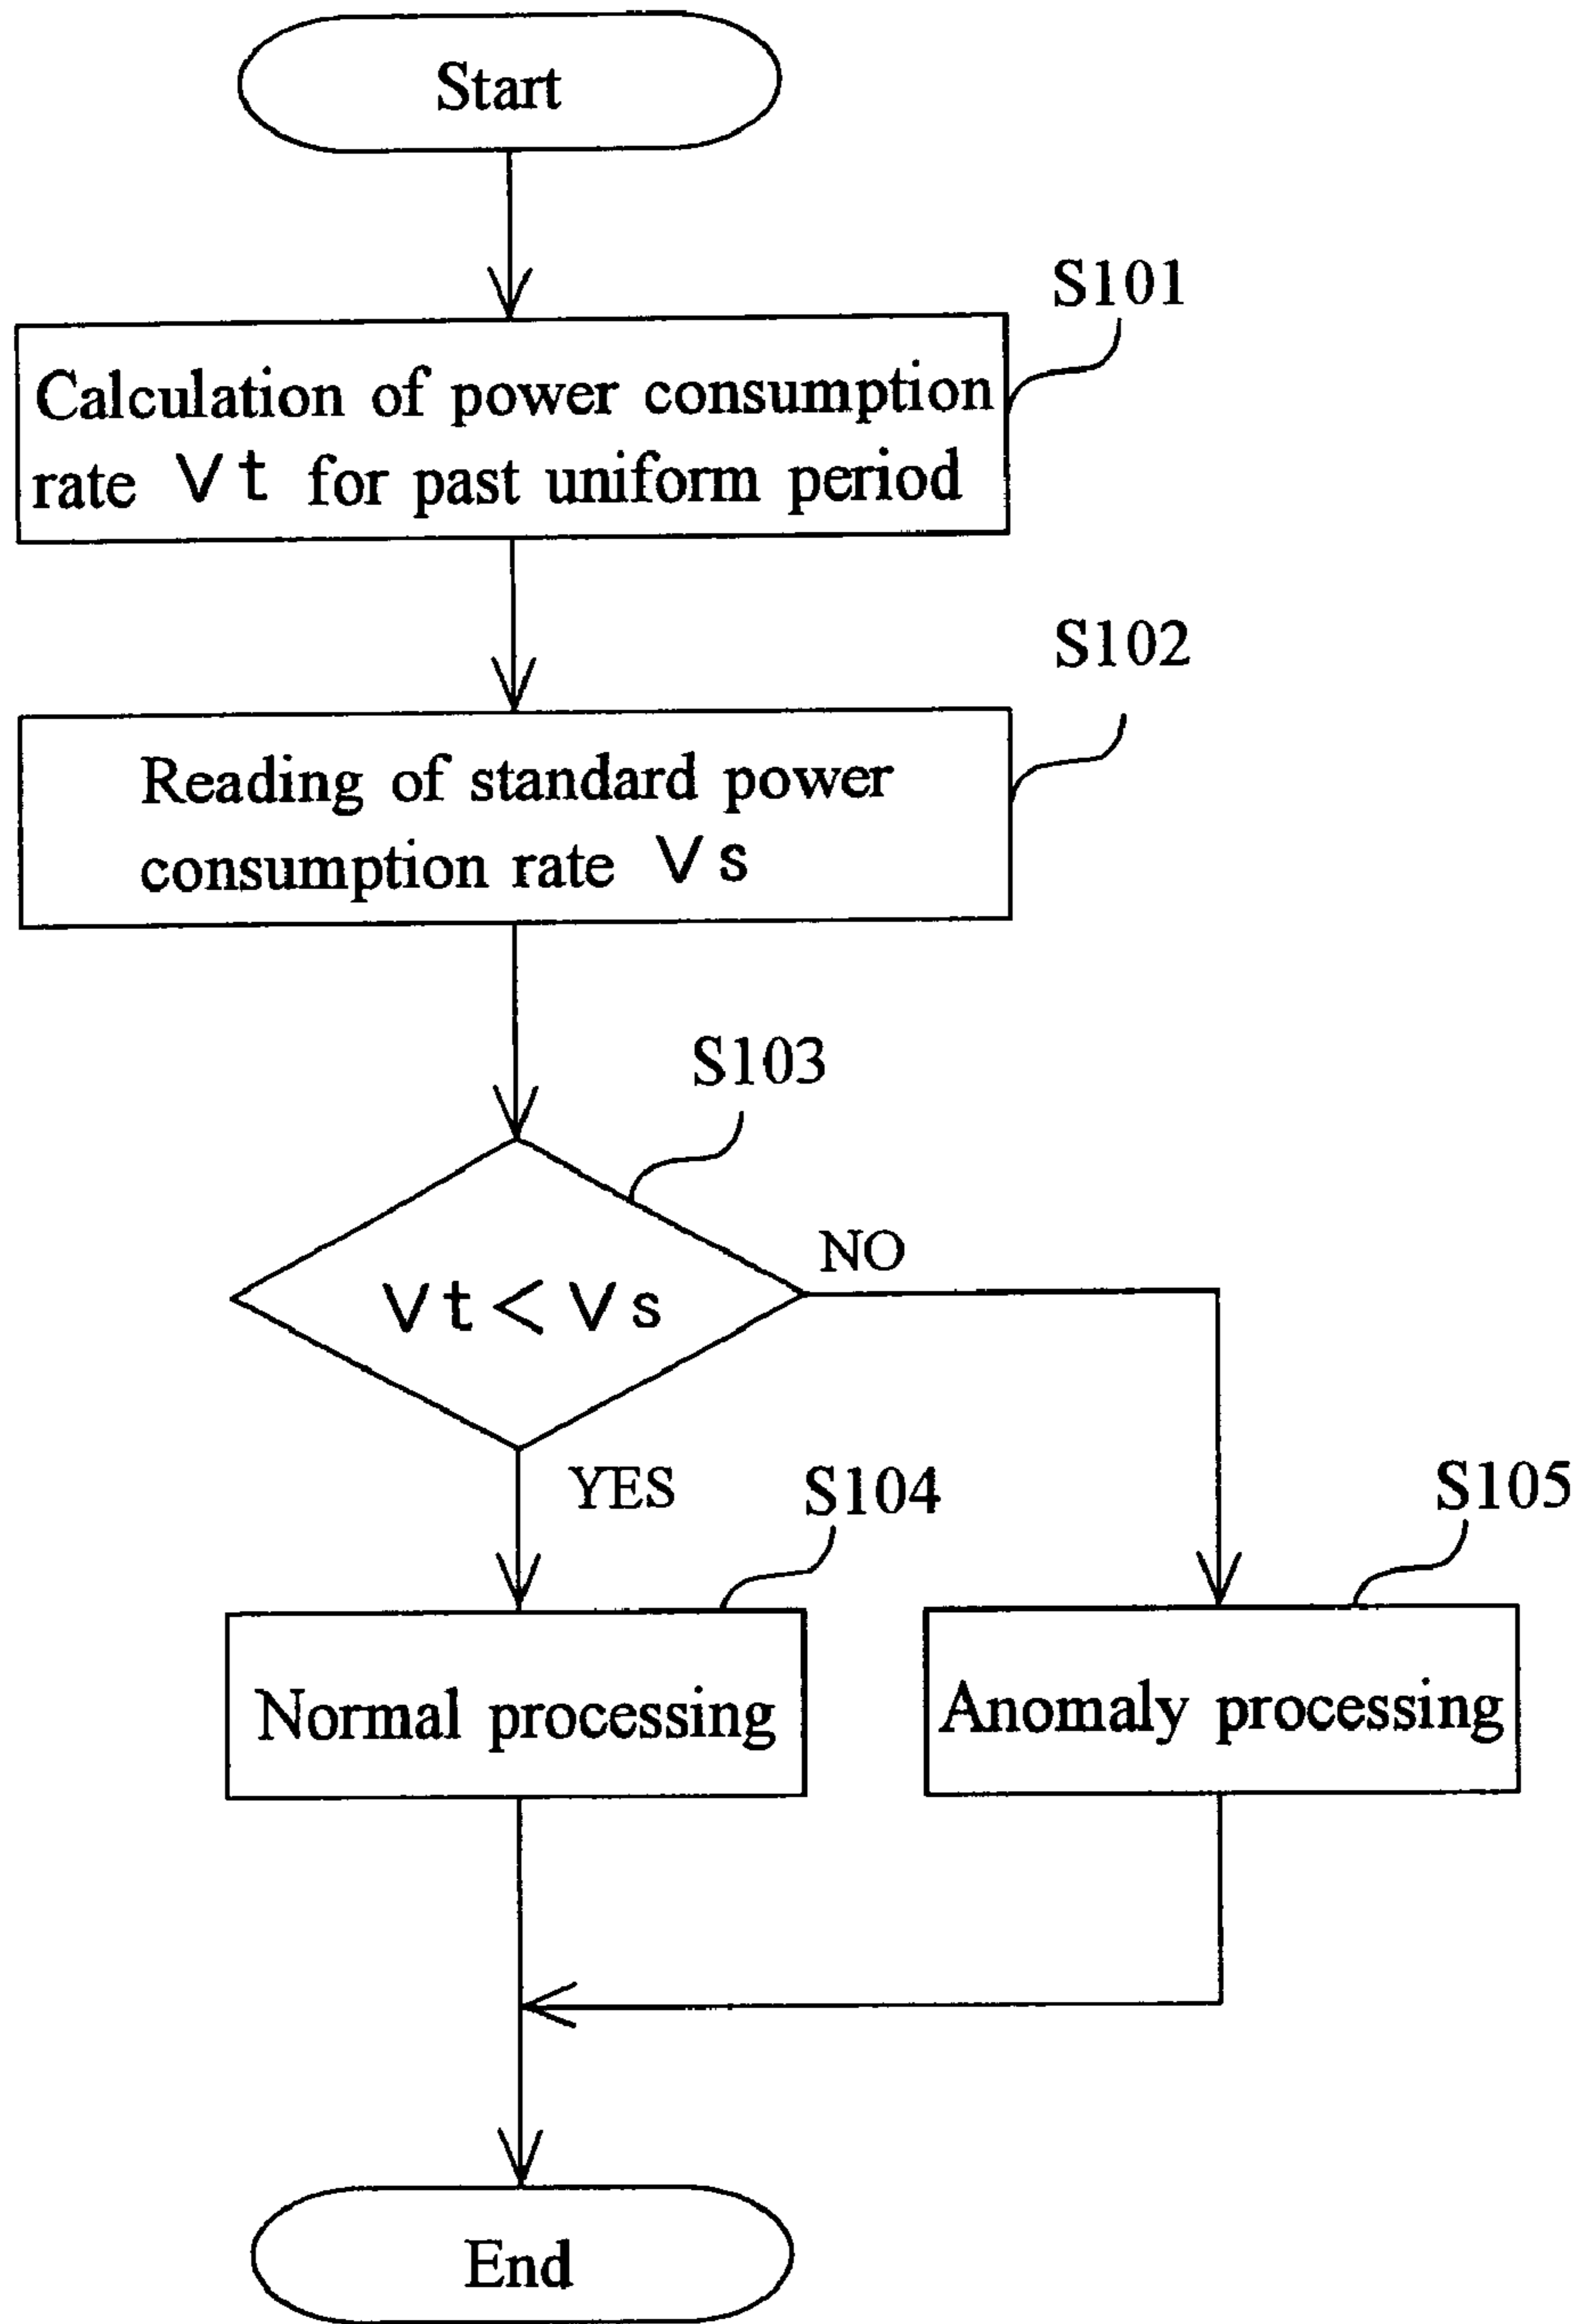 Start
S101
Calculation of power consumption
rate Vt for past uniform period
S102
Reading of standard power
consumption rate Vs
S103
Vt<Vs
NO
YES
S104
S105
Normal processing
Anomaly processing
End